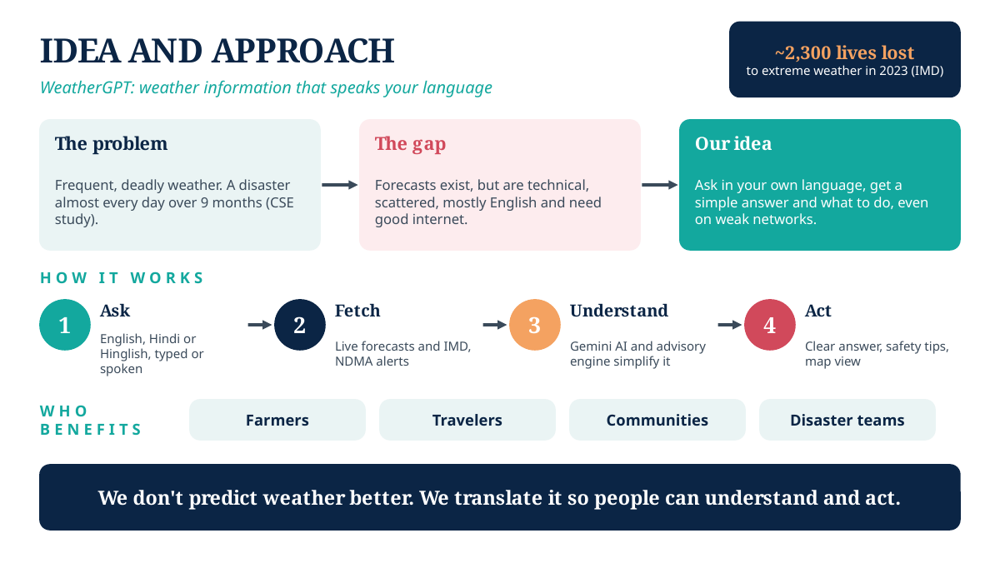 IDEA AND APPROACH
WeatherGPT: weather information that speaks your language
~2,300 lives lost
to extreme weather in 2023 (IMD)
The problem
Frequent, deadly weather. A disaster
almost every day over 9 months (CSE
study).
The gap
Forecasts exist, but are technical,
scattered, mostly English and need
good internet.
Our idea
Ask in your own language, get a
simple answer and what to do, even
on weak networks.
HOW IT WORKS
1
Ask
English, Hindi or
Hinglish, typed or
spoken
2
Fetch
Live forecasts and IMD,
NDMA alerts
3
Understand
Gemini AI and advisory
engine simplify it
4
Act
Clear answer, safety tips,
map view
WHO
BENEFITS
Farmers
Travelers
Communities
Disaster teams
We don't predict weather better. We translate it so people can understand and act.